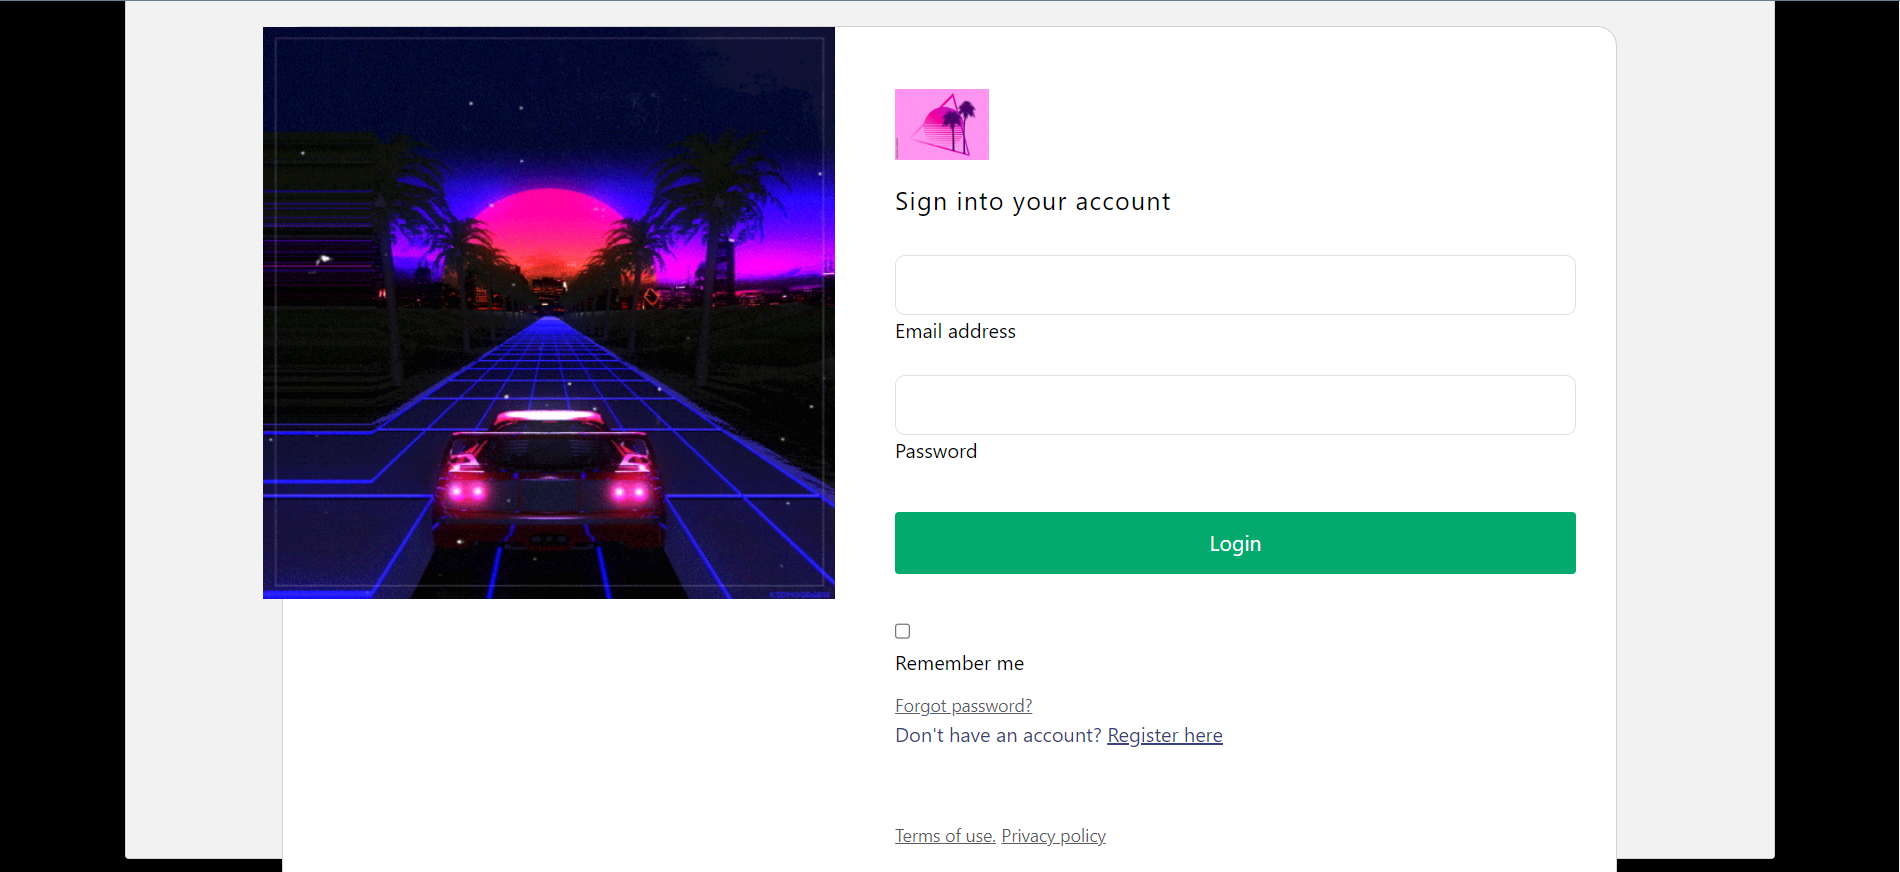 Sign into your account
Email address
Password
Login
Remember me
Forgot password?
Don't have an account? Register here
Terms of use. Privacy policy